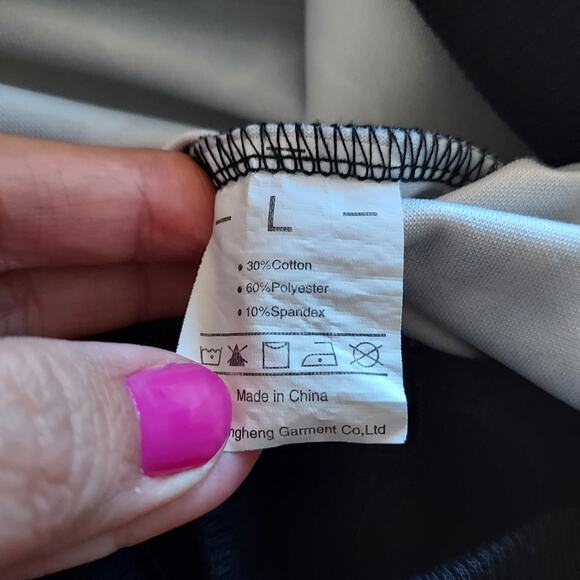 L
30%Cotton
60%Polyester
10%Spandex
Made in China
Garment Co,Ltd